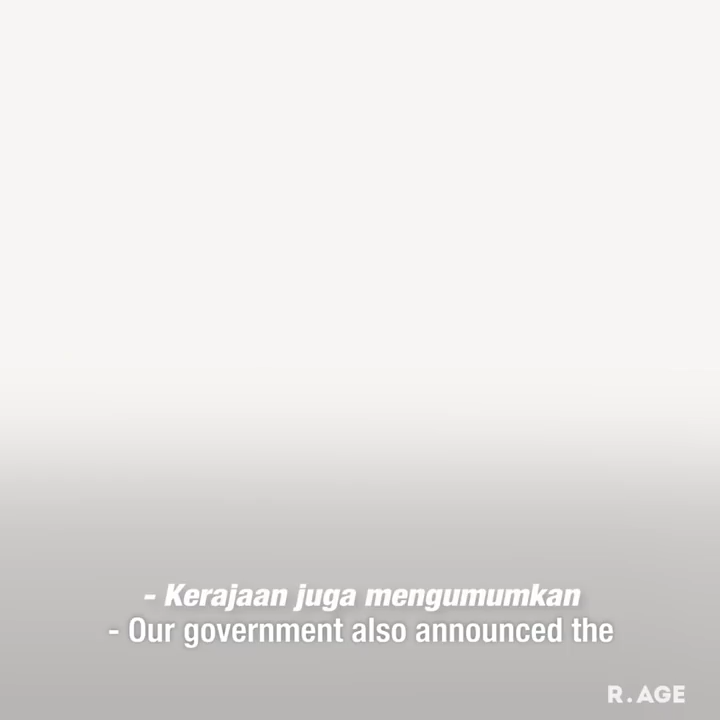 - Kerajaan juga mengumumkan
- Our government also announced the
R.AGE